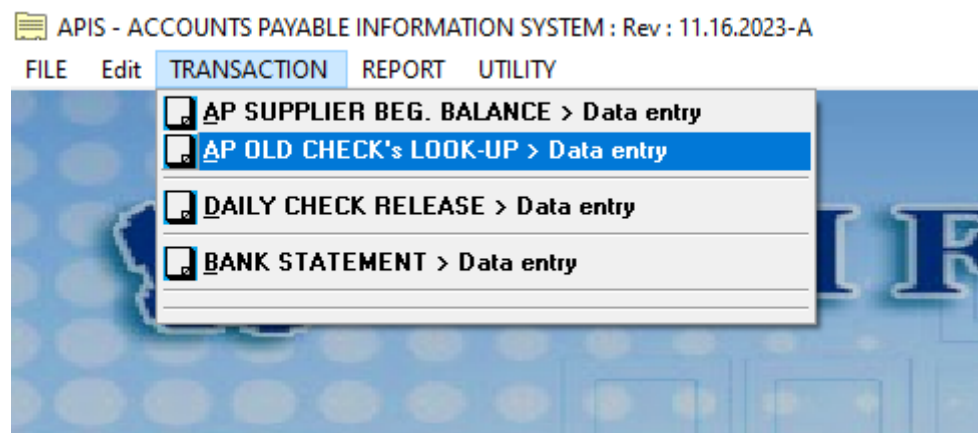 APIS - ACCOUNTS PAYABLE INFORMATION SYSTEM : Rev : 11.16.2023-A
FILE Edit TRANSACTION REPORT UTILITY
AP SUPPLIER BEG. BALANCE > Data entry
AP OLD CHECK's LOOK-UP > Data entry
DAILY CHECK RELEASE > Data entry
BANK STATEMENT > Data entry